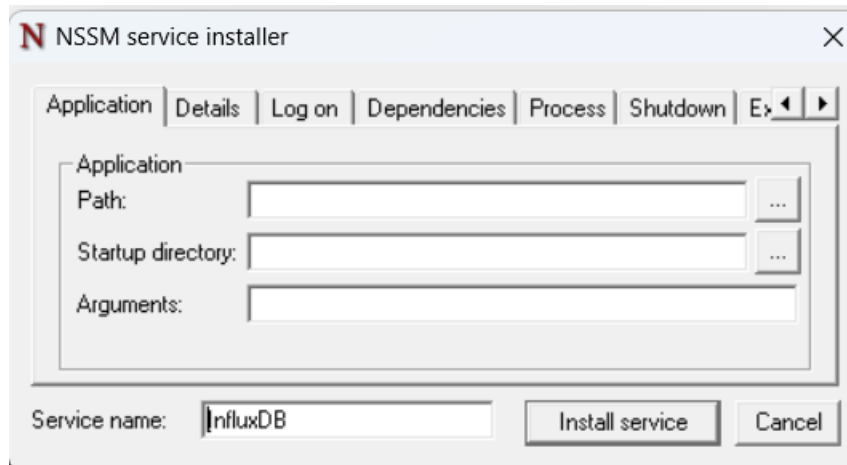 N NSSM service installer
Application Details Log on Dependencies Process Shutdown Ex
Application
Path: ...
Startup directory: ...
Arguments:
Service name: InfluxDB Install service Cancel